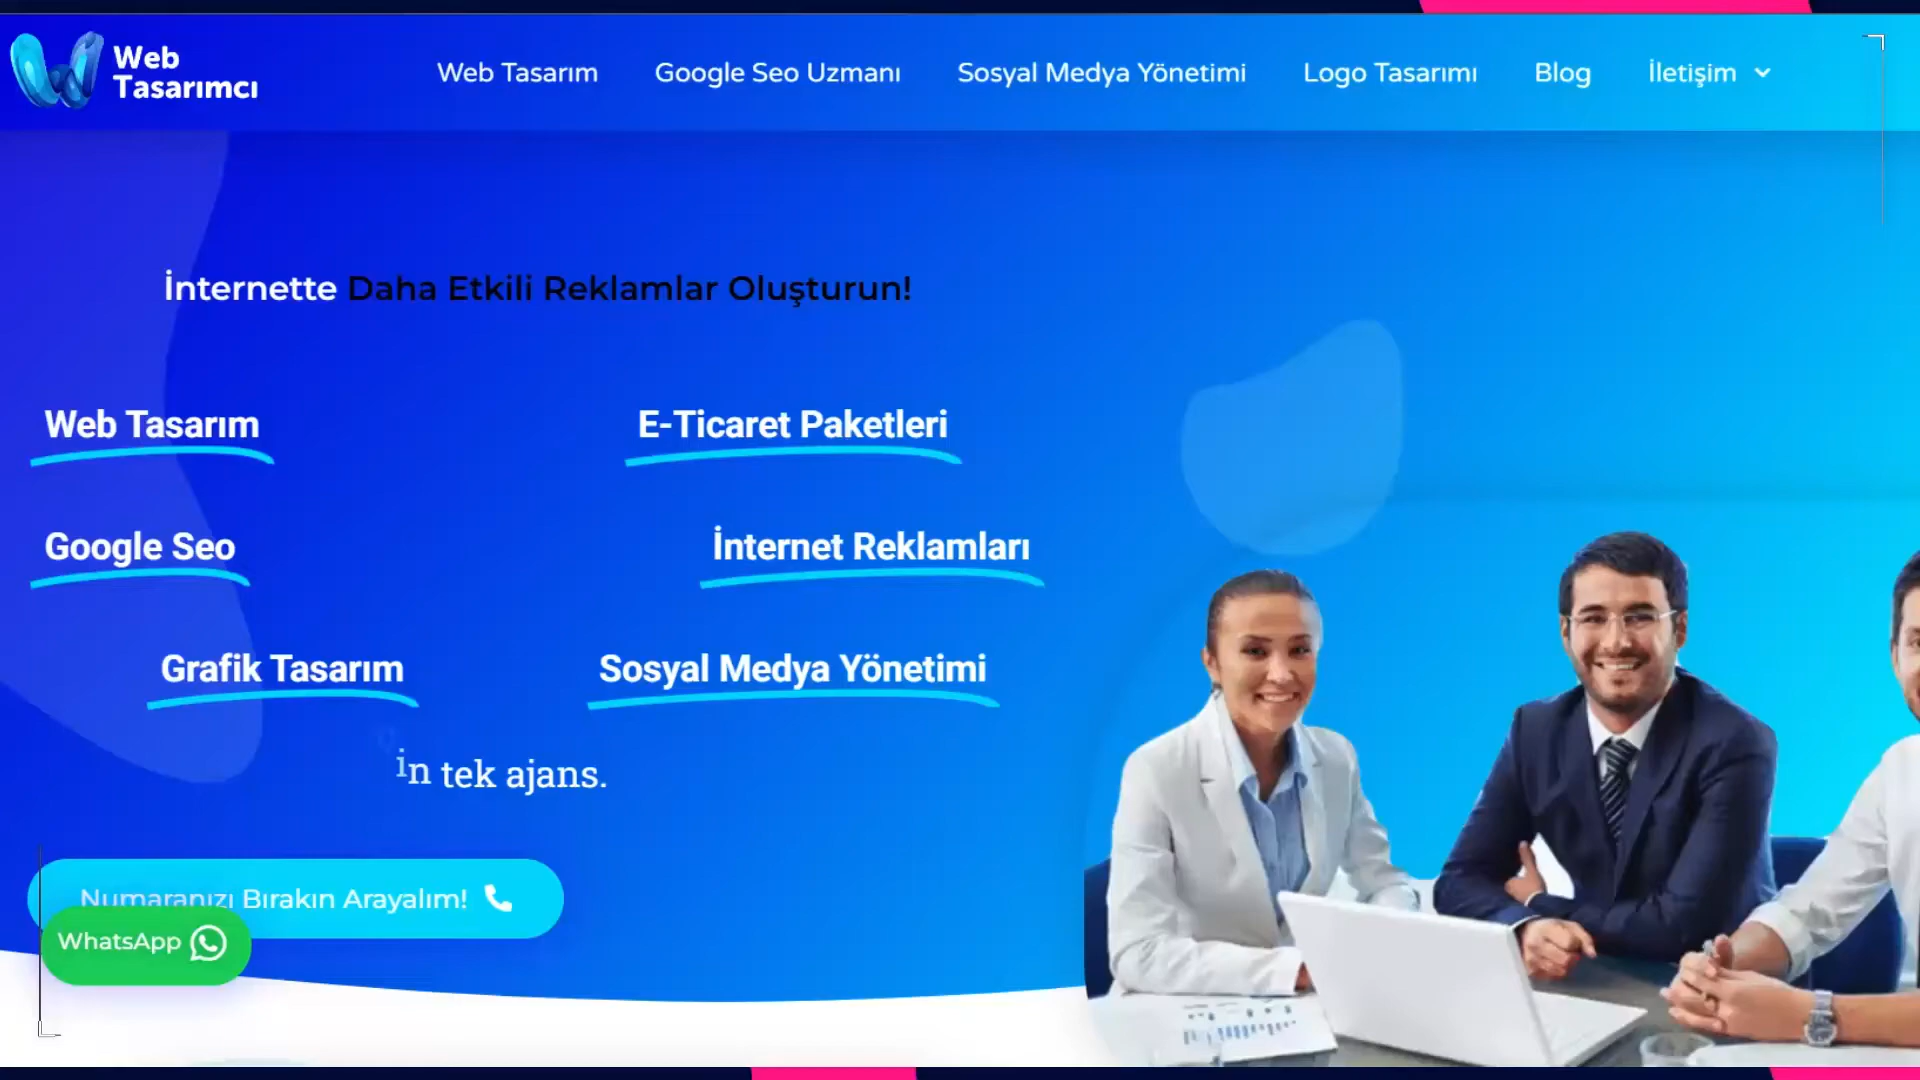 Web
Tasarımcı
Web Tasarım Google Seo Uzmanı Sosyal Medya Yönetimi Logo Tasarımı Blog İletişim
İnternette Daha Etkili Reklamlar Oluşturun!
Web Tasarım E-Ticaret Paketleri
Google Seo İnternet Reklamları
Grafik Tasarım Sosyal Medya Yönetimi
in tek ajans.
Numaranızı Bırakın Arayalım!
WhatsApp